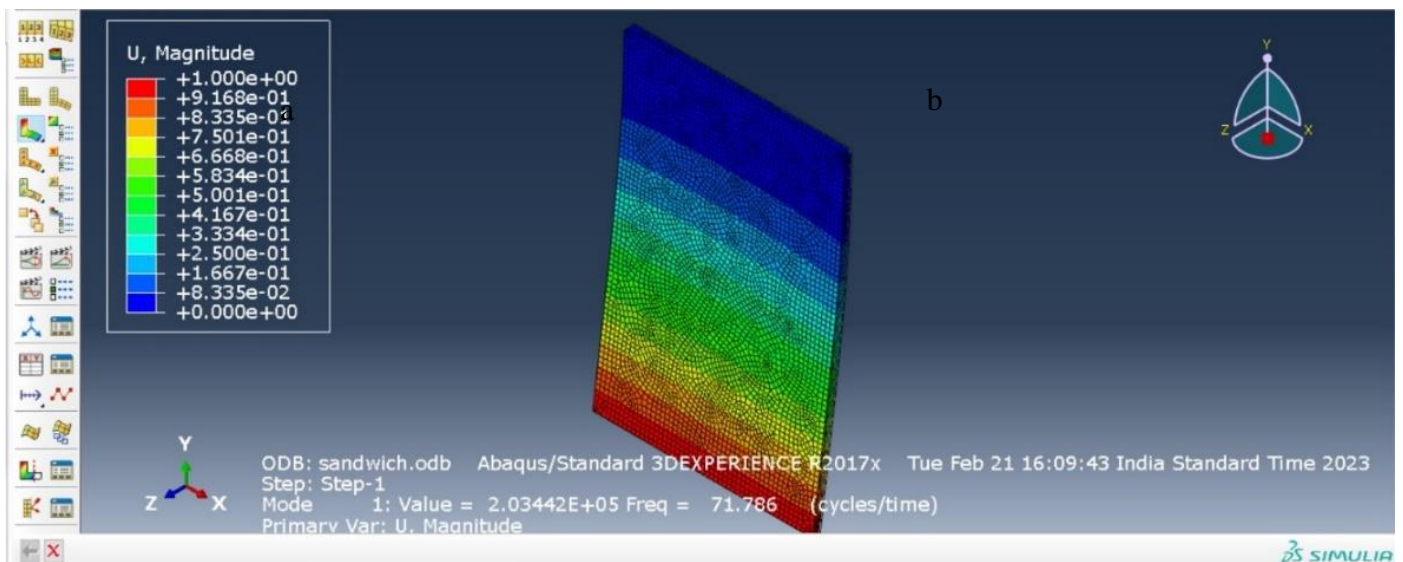 U, Magnitude
+1.000e+00
+9.168e-01
+8.335e-01
+7.501e-01
+6.668e-01
+5.834e-01
+5.001e-01
+4.167e-01
+3.334e-01
+2.500e-01
+1.667e-01
+8.335e-02
+0.000e+00
a
b
Y
Z
X
Y
Z
X
ODB: sandwich.odb Abaqus/Standard 3DEXPERIENCE R2017x Tue Feb 21 16:09:43 India Standard Time 2023
Step: Step-1
Mode 1: Value = 2.03442E+05 Freq = 71.786 (cycles/time)
Primary Var: U, Magnitude
SIMULIA